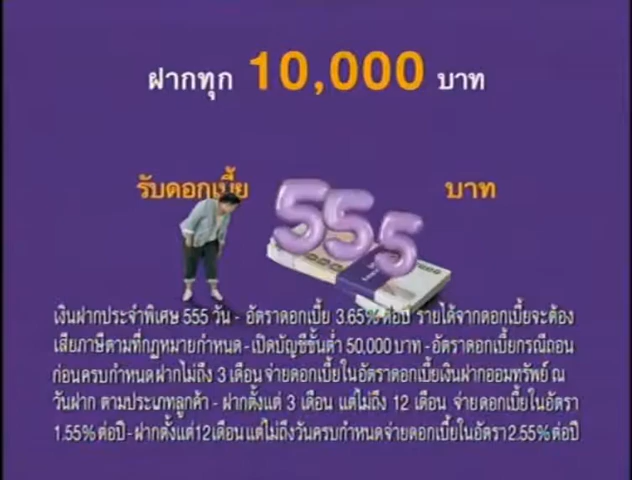 ฝากทุก 10,000 บาท
รับดอกเบี้ย 555 บาท
เงินฝากประจำพิเศษ 555 วัน - อัตราดอกเบี้ย 3.65% ต่อปี รายได้จากดอกเบี้ยจะต้อง
เสียภาษีตามที่กฎหมายกำหนด - เปิดบัญชีขั้นต่ำ 50,000 บาท - อัตราดอกเบี้ยกรณีถอน
ก่อนครบกำหนดฝากไม่ถึง 3 เดือน จ่ายดอกเบี้ยในอัตราดอกเบี้ยเงินฝากออมทรัพย์ ณ
วันฝาก ตามประเภทลูกค้า - ฝากตั้งแต่ 3 เดือน แต่ไม่ถึง 12 เดือน จ่ายดอกเบี้ยในอัตรา
1.55% ต่อปี - ฝากตั้งแต่ 12 เดือน แต่ไม่ถึงวันครบกำหนดจ่ายดอกเบี้ยในอัตรา 2.55% ต่อปี